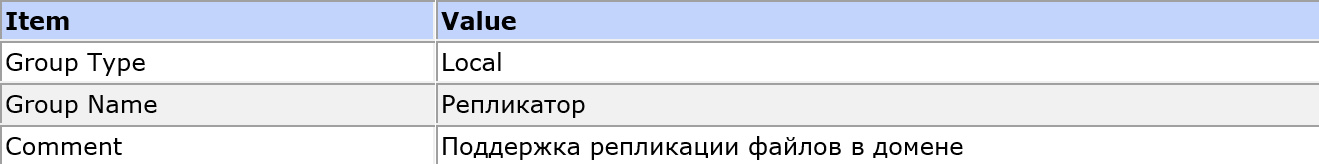 Item Value
Group Type Local
Group Name Репликатор
Comment Поддержка репликации файлов в домене